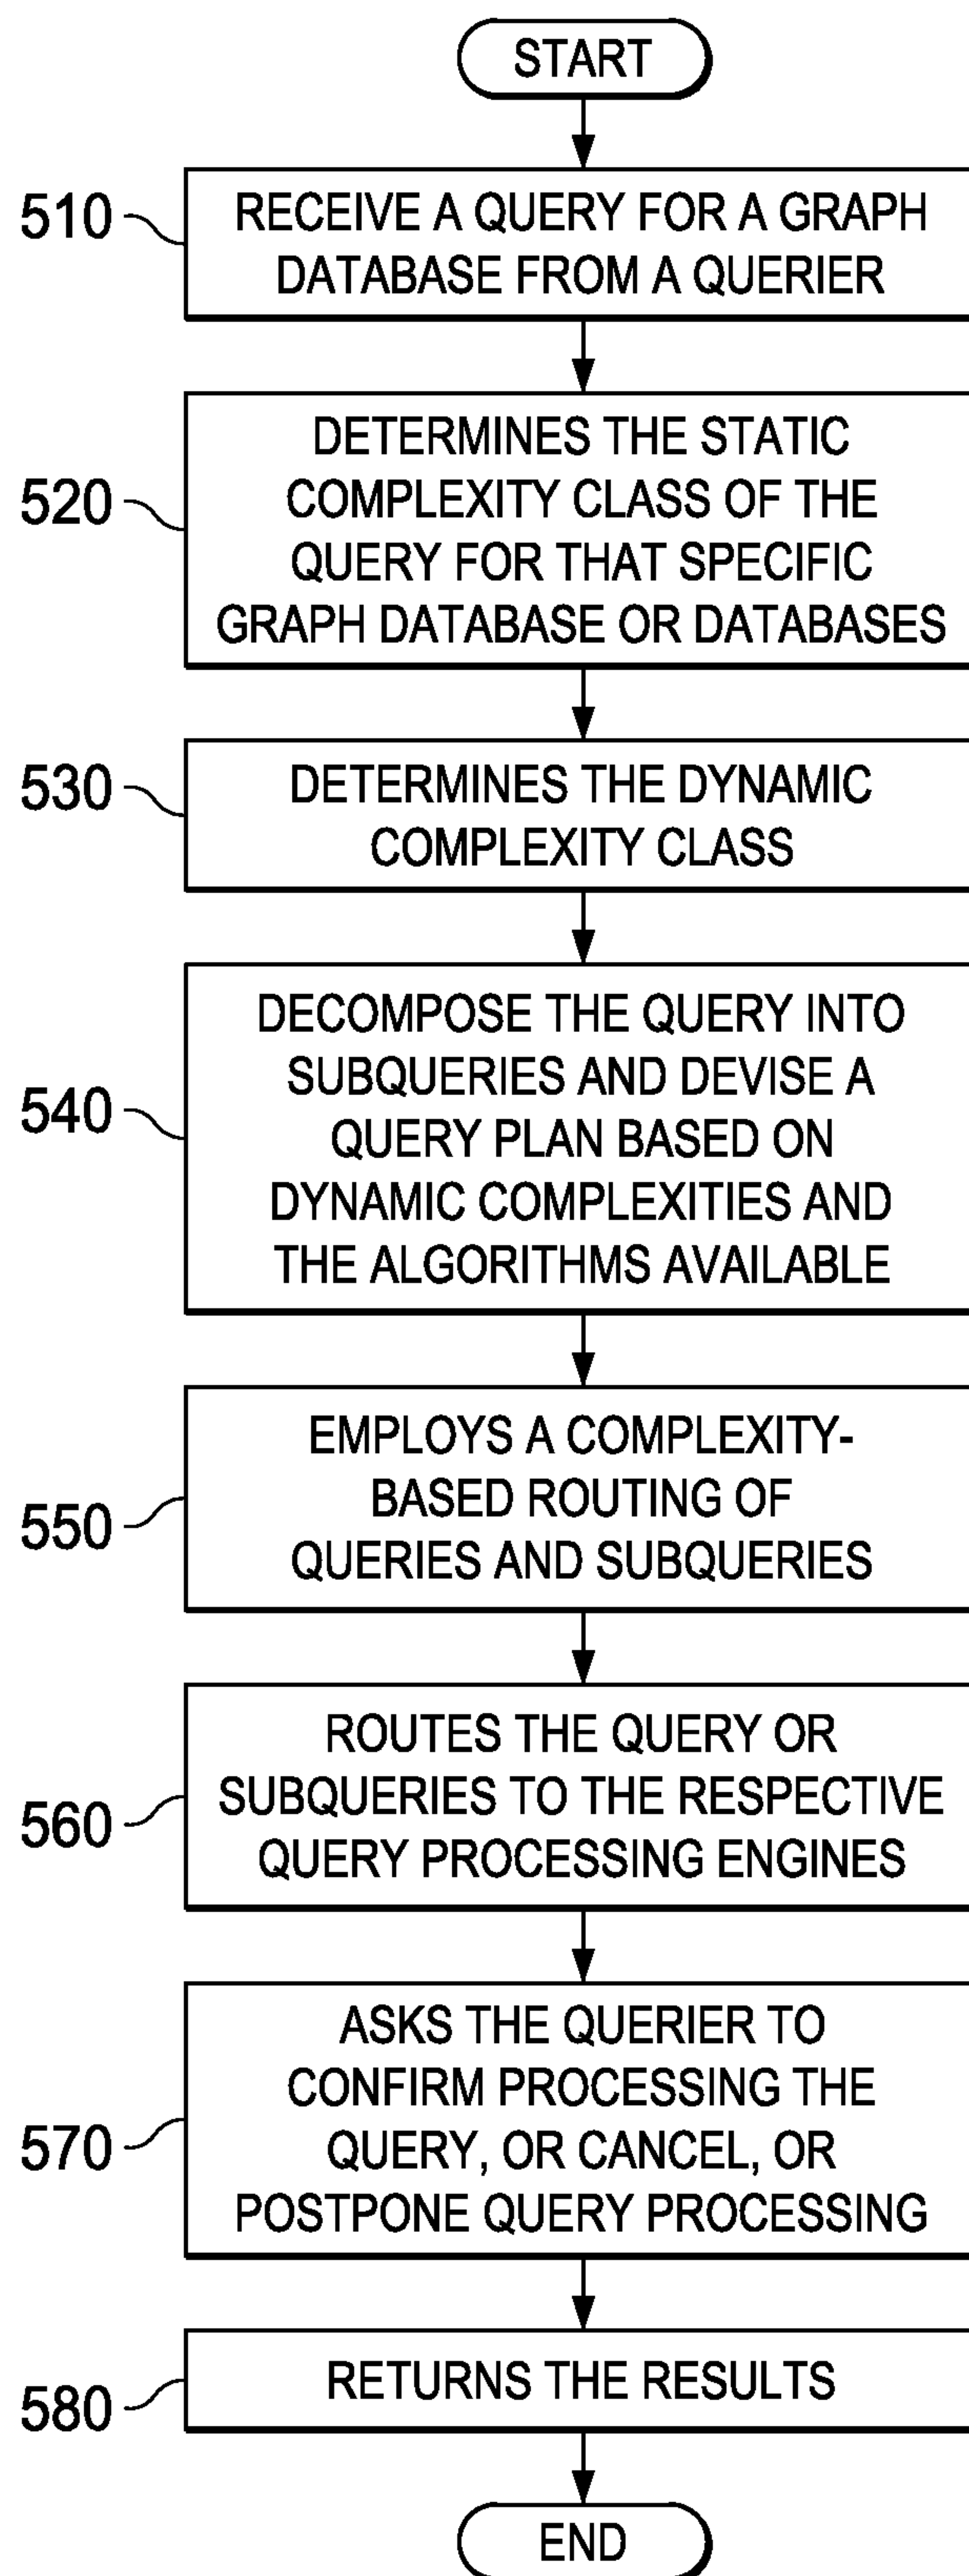 START
510
RECEIVE A QUERY FOR A GRAPH
DATABASE FROM A QUERIER
520
DETERMINES THE STATIC
COMPLEXITY CLASS OF THE
QUERY FOR THAT SPECIFIC
GRAPH DATABASE OR DATABASES
530
DETERMINES THE DYNAMIC
COMPLEXITY CLASS
540
DECOMPOSE THE QUERY INTO
SUBQUERIES AND DEVISE A
QUERY PLAN BASED ON
DYNAMIC COMPLEXITIES AND
THE ALGORITHMS AVAILABLE
550
EMPLOYS A COMPLEXITY-
BASED ROUTING OF
QUERIES AND SUBQUERIES
560
ROUTES THE QUERY OR
SUBQUERIES TO THE RESPECTIVE
QUERY PROCESSING ENGINES
570
ASKS THE QUERIER TO
CONFIRM PROCESSING THE
QUERY, OR CANCEL, OR
POSTPONE QUERY PROCESSING
580
RETURNS THE RESULTS
END